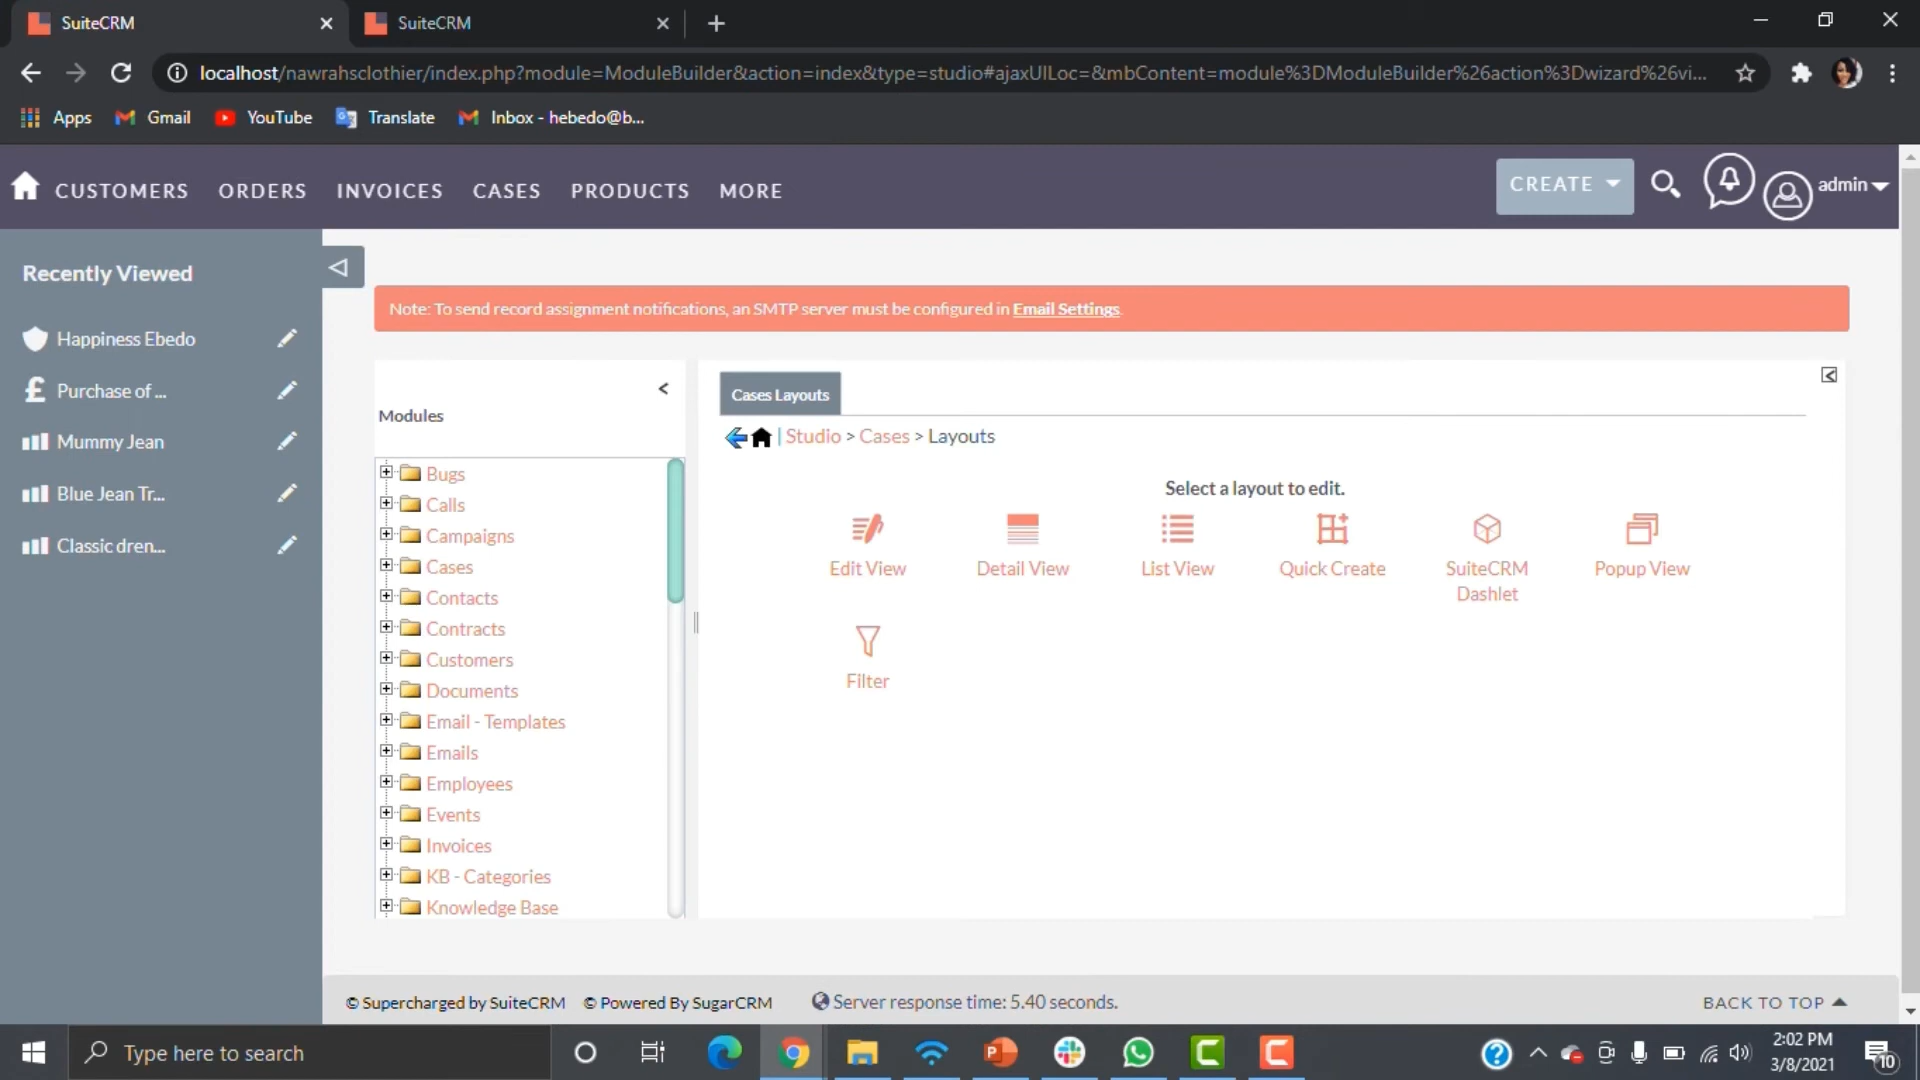 SuiteCRM
SuiteCRM
localhost/nawrahsclothier/index.php?module=ModuleBuilder&action=index&type=studio#ajaxUILoc=&mbContent=module%3DModuleBuilder%26action%3Dwizard%26vi...
Apps
Gmail
YouTube
Translate
Inbox - hebedo@b...
CUSTOMERS
ORDERS
INVOICES
CASES
PRODUCTS
MORE
CREATE
admin
Recently Viewed
Happiness Ebedo
Purchase of ...
Mummy Jean
Blue Jean Tr...
Classic dren...
Note: To send record assignment notifications, an SMTP server must be configured in Email Settings.
Modules
Bugs
Calls
Campaigns
Cases
Contacts
Contracts
Customers
Documents
Email - Templates
Emails
Employees
Events
Invoices
KB - Categories
Knowledge Base
Cases Layouts
| Studio > Cases > Layouts
Select a layout to edit.
Edit View
Detail View
List View
Quick Create
SuiteCRM
Dashlet
Popup View
Filter
© Supercharged by SuiteCRM
© Powered By SugarCRM
Server response time: 5.40 seconds.
BACK TO TOP
Type here to search
2:02 PM
3/8/2021
10